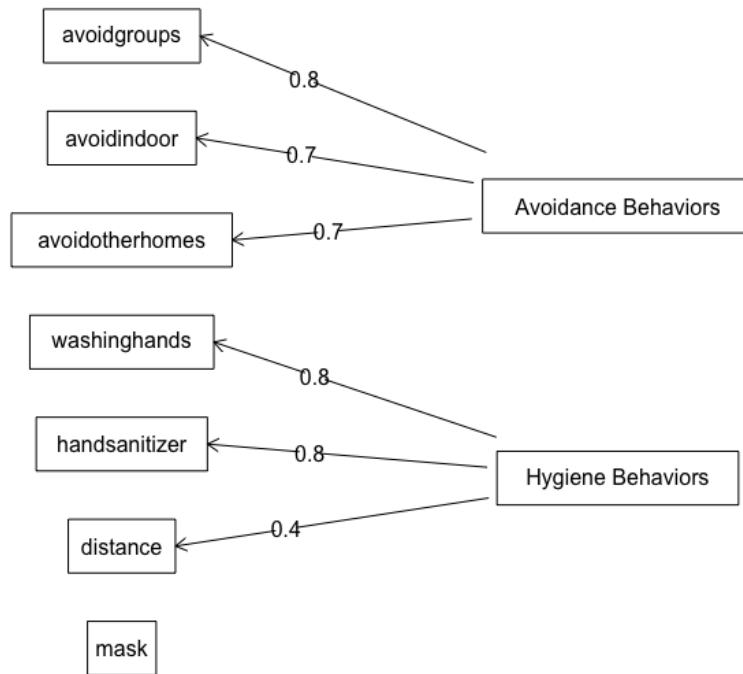 avoidgroups
0.8
avoidindoor
0.7
Avoidance Behaviors
avoidotherhomes
0.7
washinghands
0.8
handsanitizer
0.8
Hygiene Behaviors
distance
0.4
mask